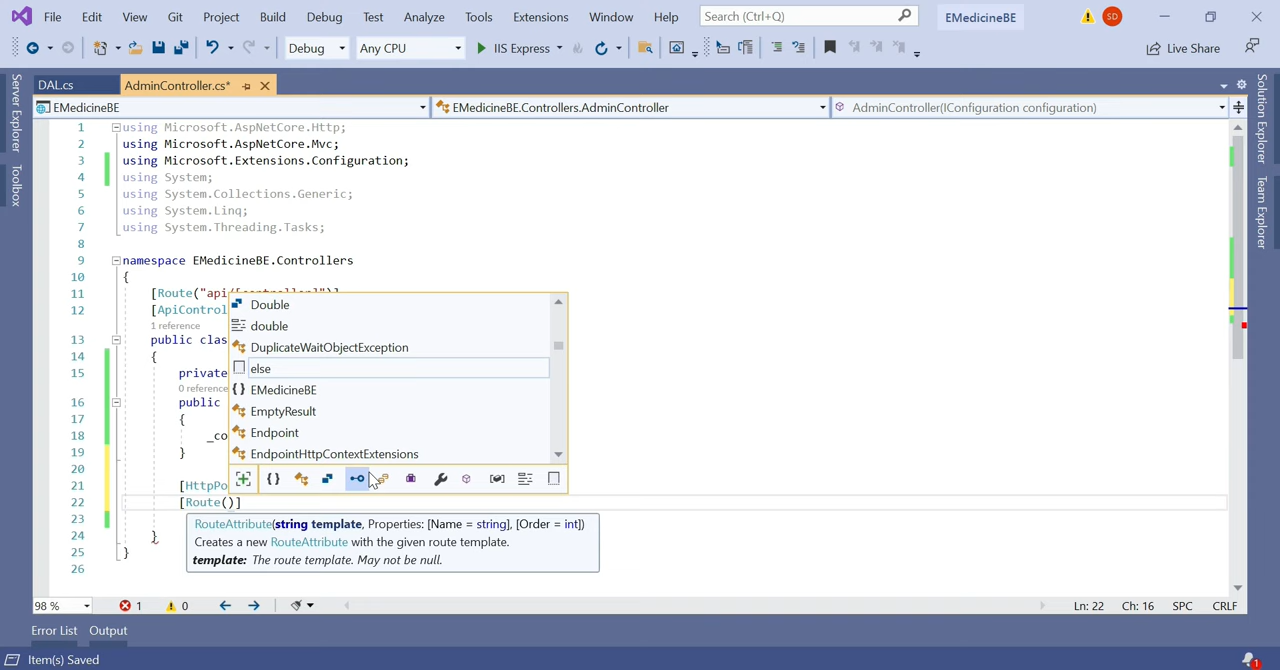 File Edit View Git Project Build Debug Test Analyze Tools Extensions Window Help Search (Ctrl+Q) EMedicineBE SD
Debug Any CPU IIS Express Live Share
DAL.cs AdminController.cs*
EMedicineBE EMedicineBE.Controllers.AdminController AdminController(IConfiguration configuration)
Server Explorer
Toolbox
Solution Explorer
Team Explorer
1 using Microsoft.AspNetCore.Http;
2 using Microsoft.AspNetCore.Mvc;
3 using Microsoft.Extensions.Configuration;
4 using System;
5 using System.Collections.Generic;
6 using System.Linq;
7 using System.Threading.Tasks;
8
9 namespace EMedicineBE.Controllers
10 {
11 [Route("api/[controller]")]
12 [ApiControl
1 reference
13 public clas
14 {
15 private
0 reference
16 public
17 {
18 _co
19 }
20
21 [HttpPo
22 [Route()]
23
24 }
25 }
26
Double
double
DuplicateWaitObjectException
else
EMedicineBE
EmptyResult
Endpoint
EndpointHttpContextExtensions
RouteAttribute(string template, Properties: [Name = string], [Order = int])
Creates a new RouteAttribute with the given route template.
template: The route template. May not be null.
98 % 1 0 Ln: 22 Ch: 16 SPC CRLF
Error List Output
Item(s) Saved 1